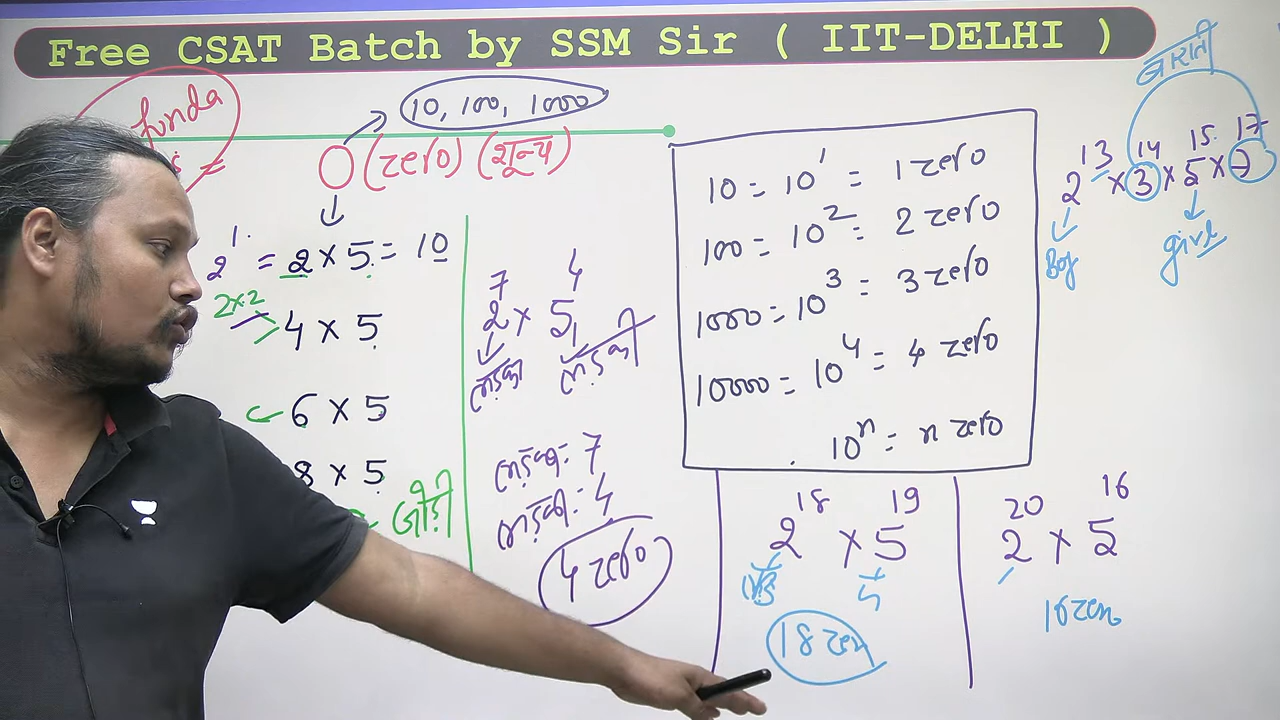 Free CSAT Batch by SSM Sir ( IIT-DELHI )
funda
10, 100, 1000
0 (zero) (शून्य)
2¹ = 2 × 5 = 10
2×2
4 × 5
6 × 5
8 × 5
जोड़ी
2⁷ × 5⁴
लड़का लड़की
लड़का = 7
लड़की = 4
4 zero
10 = 10¹ = 1 zero
100 = 10² = 2 zero
1000 = 10³ = 3 zero
10000 = 10⁴ = 4 zero
10ⁿ = n zero
बाराती
2¹³ × 3¹⁴ × 5¹⁵ × 7¹⁷
Boy girl
2¹⁸ × 5¹⁹
18 zero
2²⁰ × 5¹⁶
16 zero